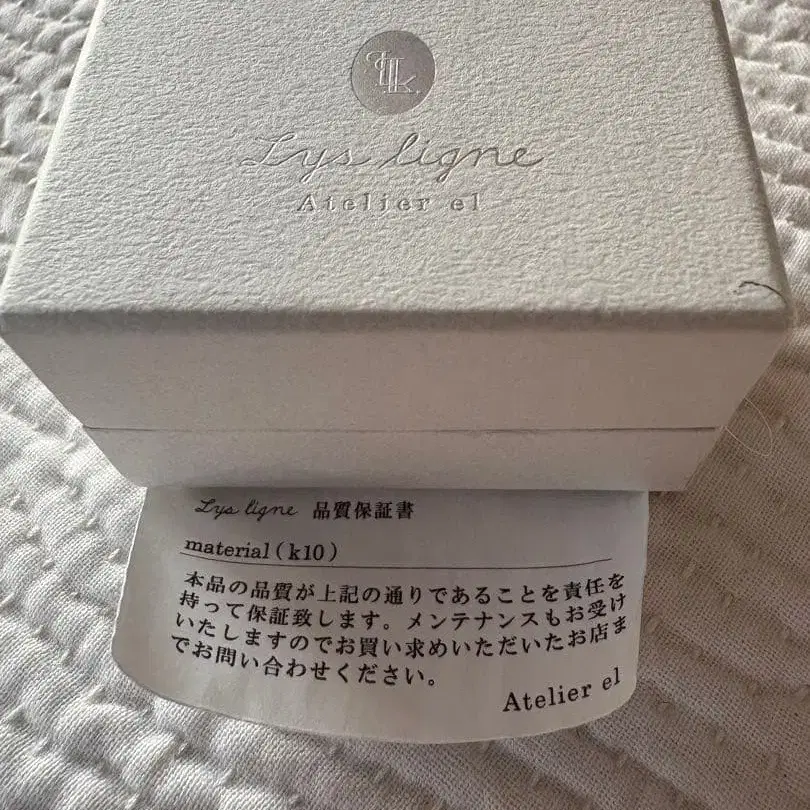 Lys ligne
Atelier el
Lys ligne 品質保証書
material(k10)
本品の品質が上記の通りであることを責任を
持って保証致します。メンテナンスもお受け
いたしますのでお買い求めいただいたお店ま
でお問い合わせください。
Atelier el